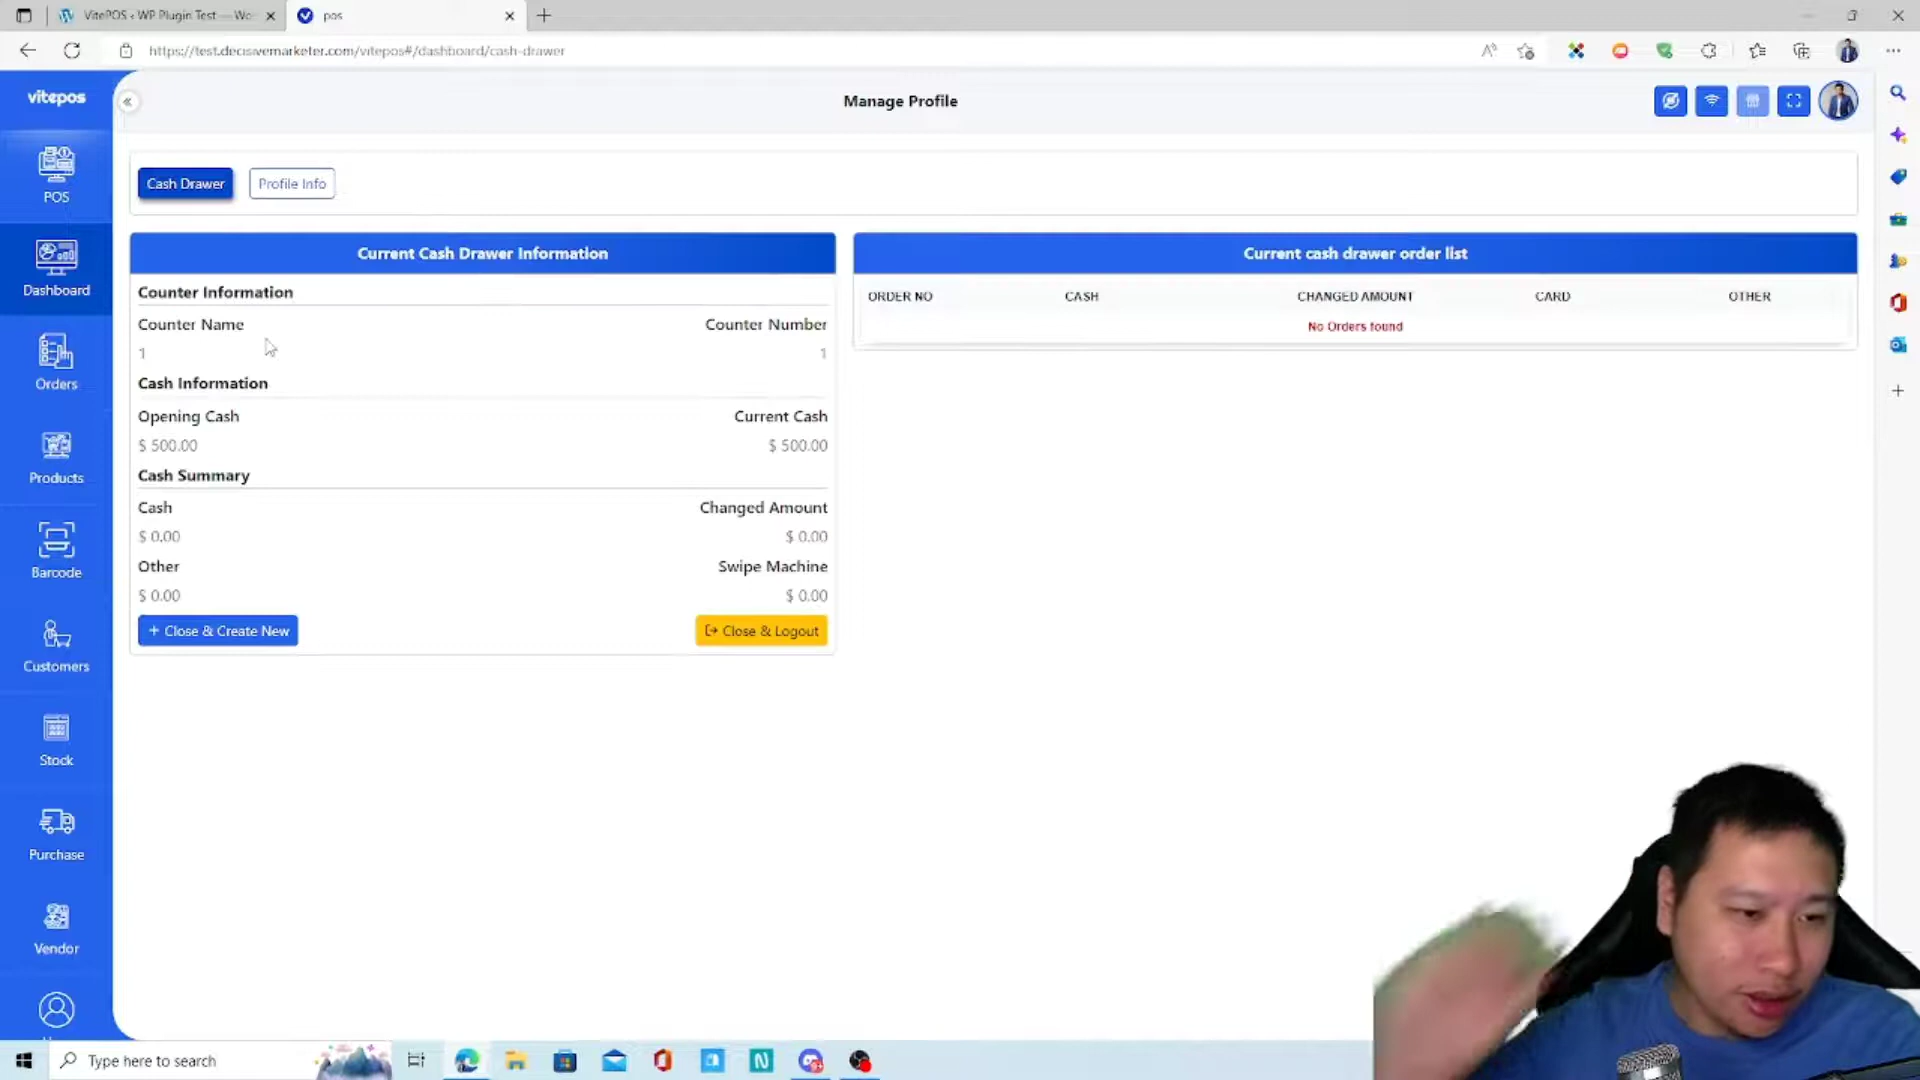 VitePOS ‹ WP Plugin Test — Wo
pos
https://test.decisivemarketer.com/vitepos#/dashboard/cash-drawer
vitepos
Manage Profile
POS
Dashboard
Orders
Products
Barcode
Customers
Stock
Purchase
Vendor
Cash Drawer
Profile Info
Current Cash Drawer Information
Counter Information
Counter Name
Counter Number
1
1
Cash Information
Opening Cash
Current Cash
$ 500.00
$ 500.00
Cash Summary
Cash
Changed Amount
$ 0.00
$ 0.00
Other
Swipe Machine
$ 0.00
$ 0.00
+ Close & Create New
Close & Logout
Current cash drawer order list
ORDER NO CASH CHANGED AMOUNT CARD OTHER
No Orders found
Type here to search